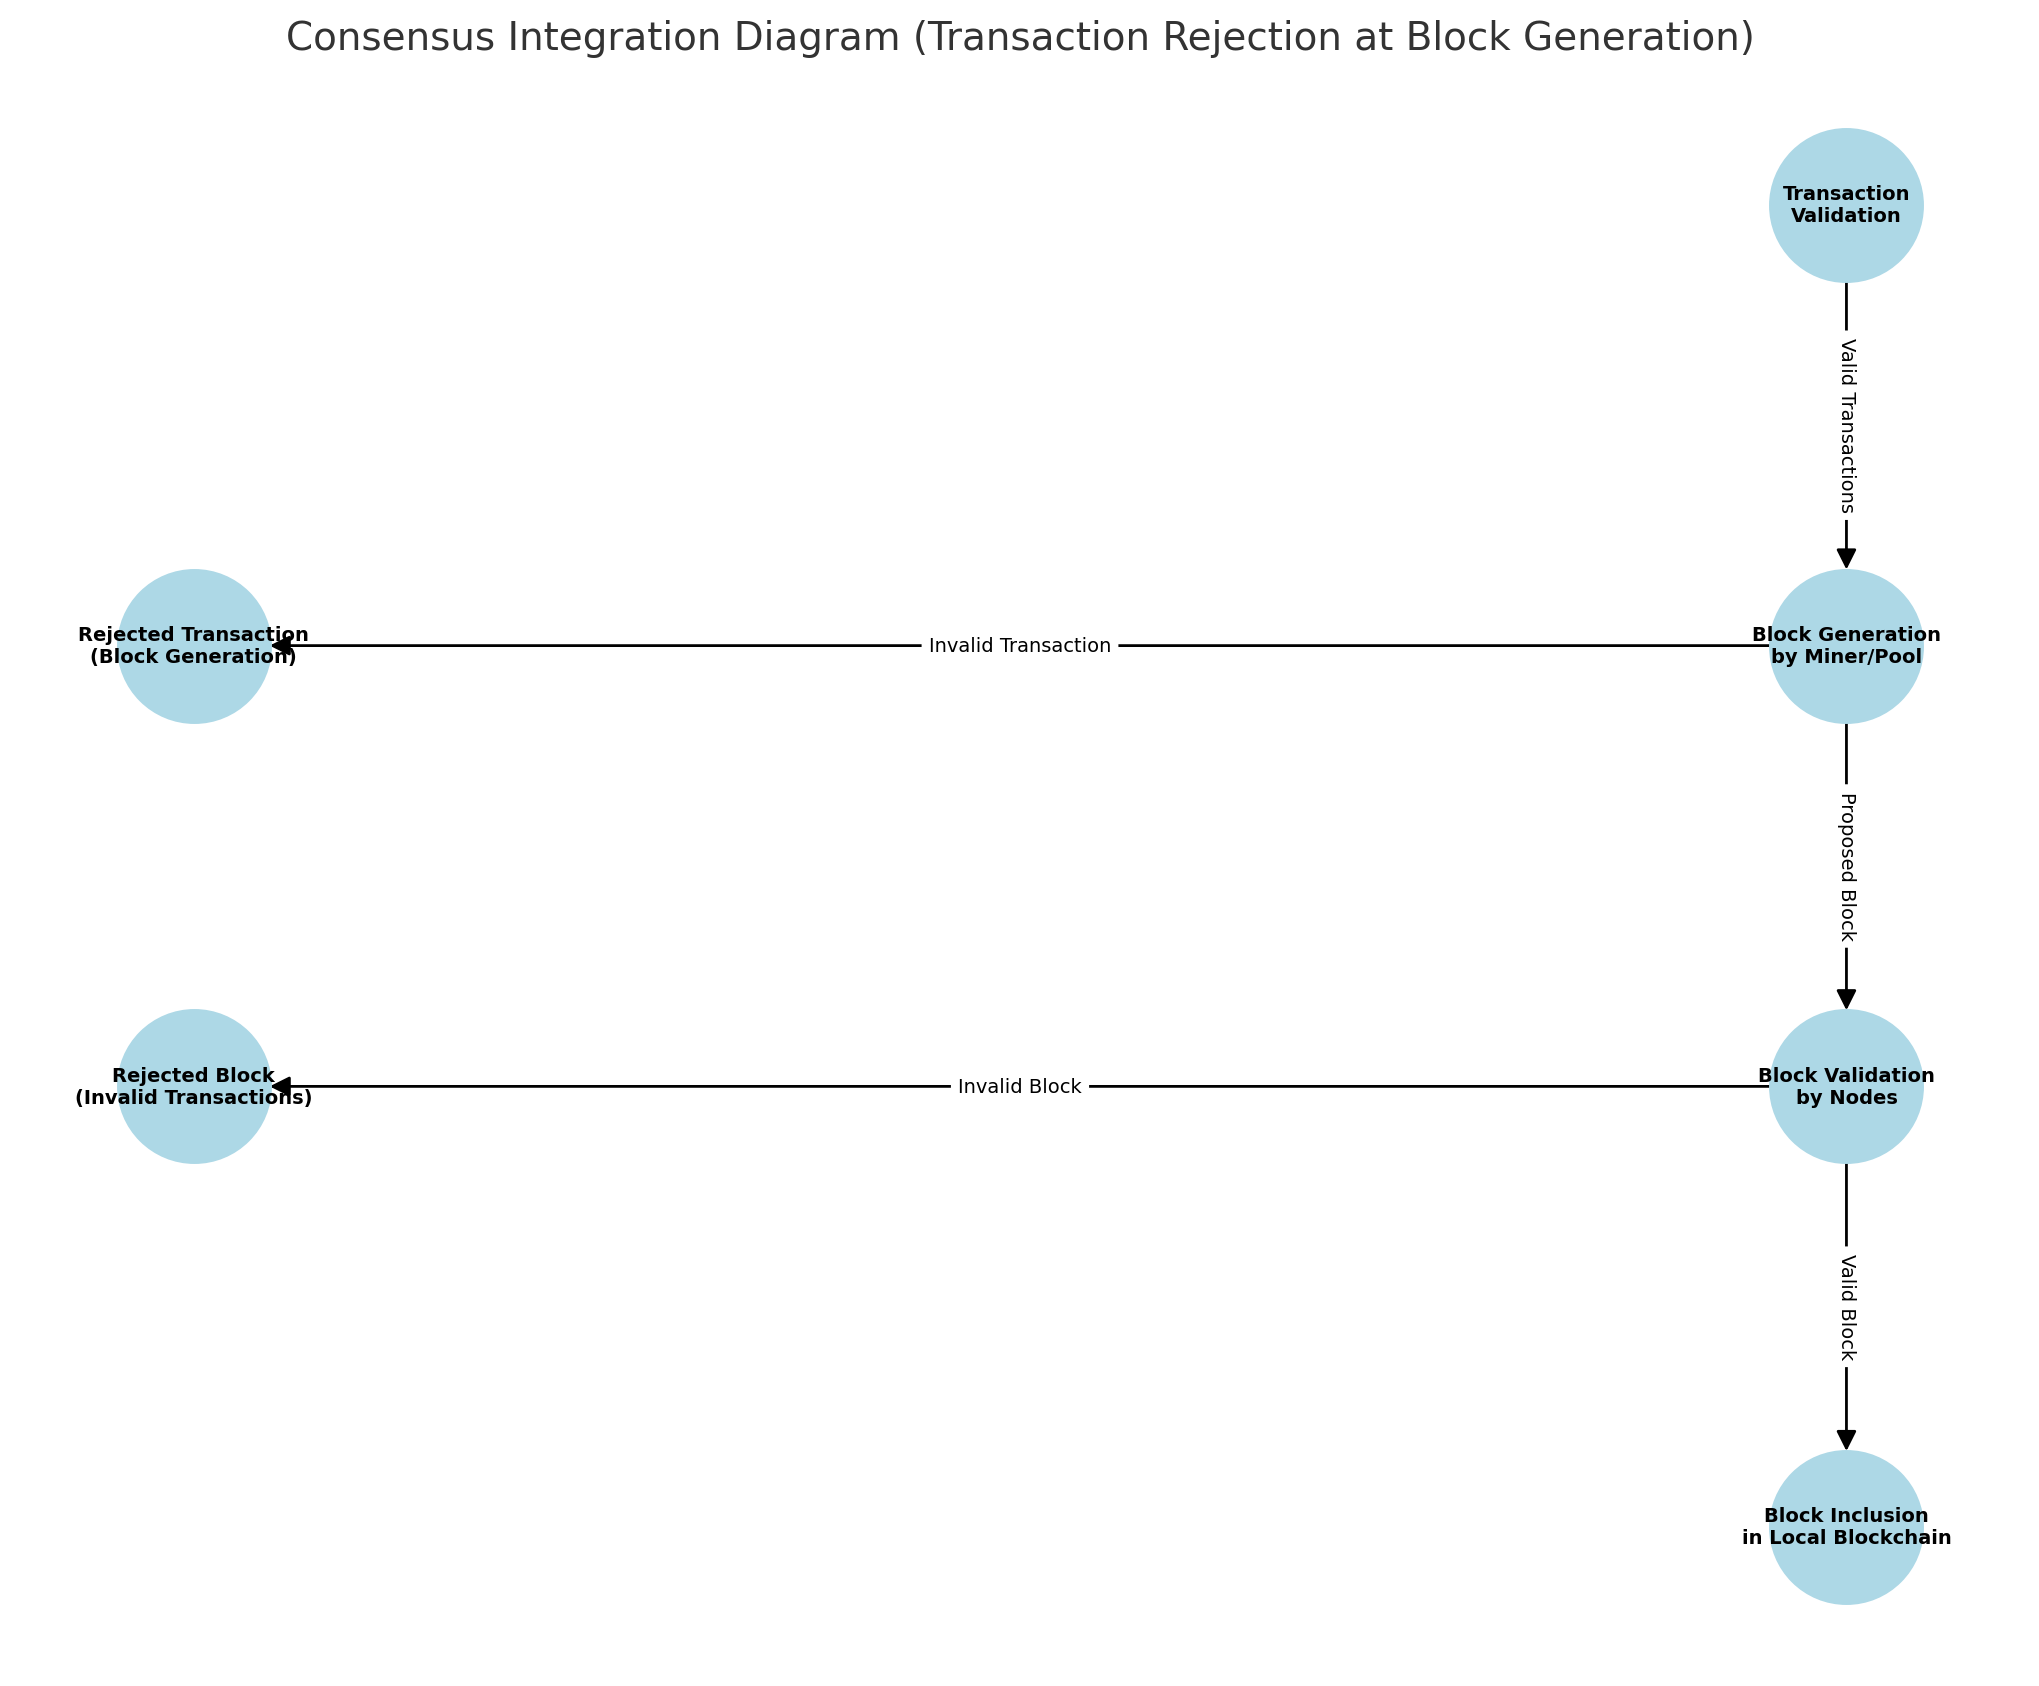 Consensus Integration Diagram (Transaction Rejection at Block Generation)
Transaction
Validation
Valid Transactions
Rejected Transaction
(Block Generation)
Invalid Transaction
Block Generation
by Miner/Pool
Proposed Block
Rejected Block
(Invalid Transactions)
Invalid Block
Block Validation
by Nodes
Valid Block
Block Inclusion
in Local Blockchain